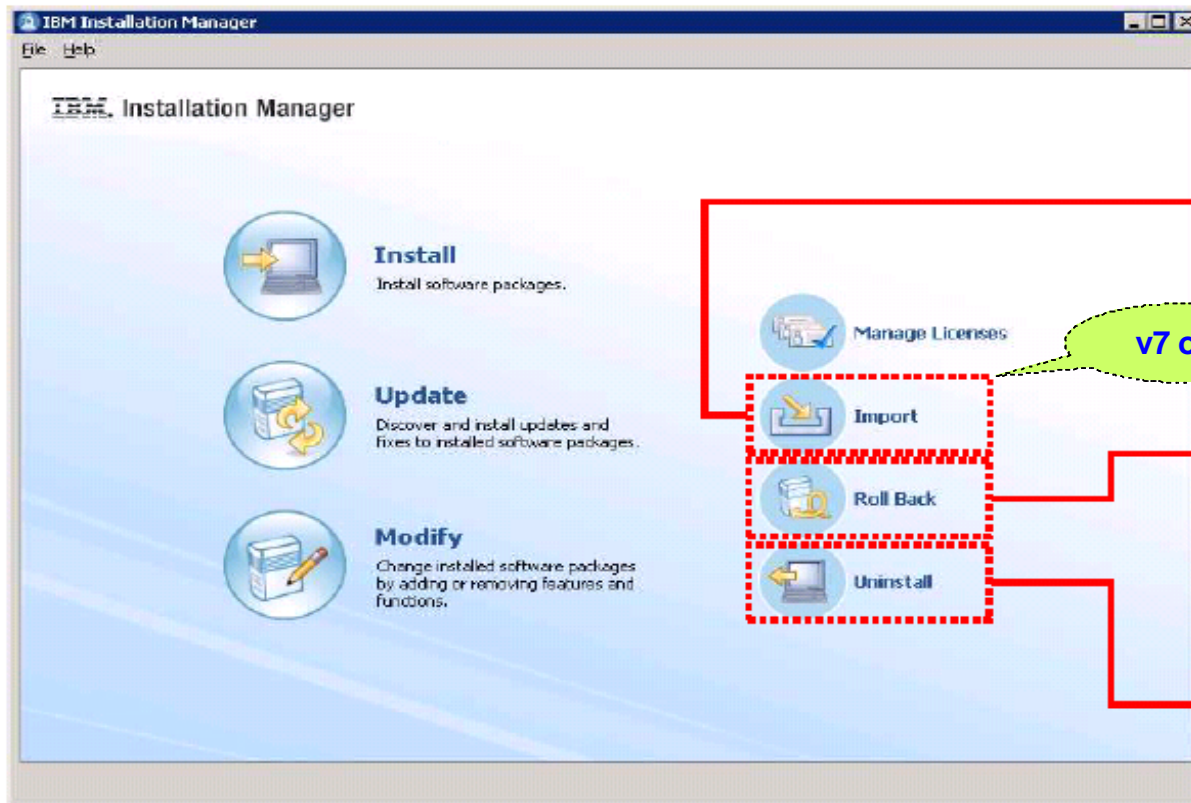 IBM Installation Manager
File Help
IBM. Installation Manager
Install
Install software packages.
Update
Discover and install updates and
fixes to installed software packages.
Modify
Change installed software packages
by adding or removing features and
functions.
Manage Licenses
Import
Roll Back
Uninstall
v7